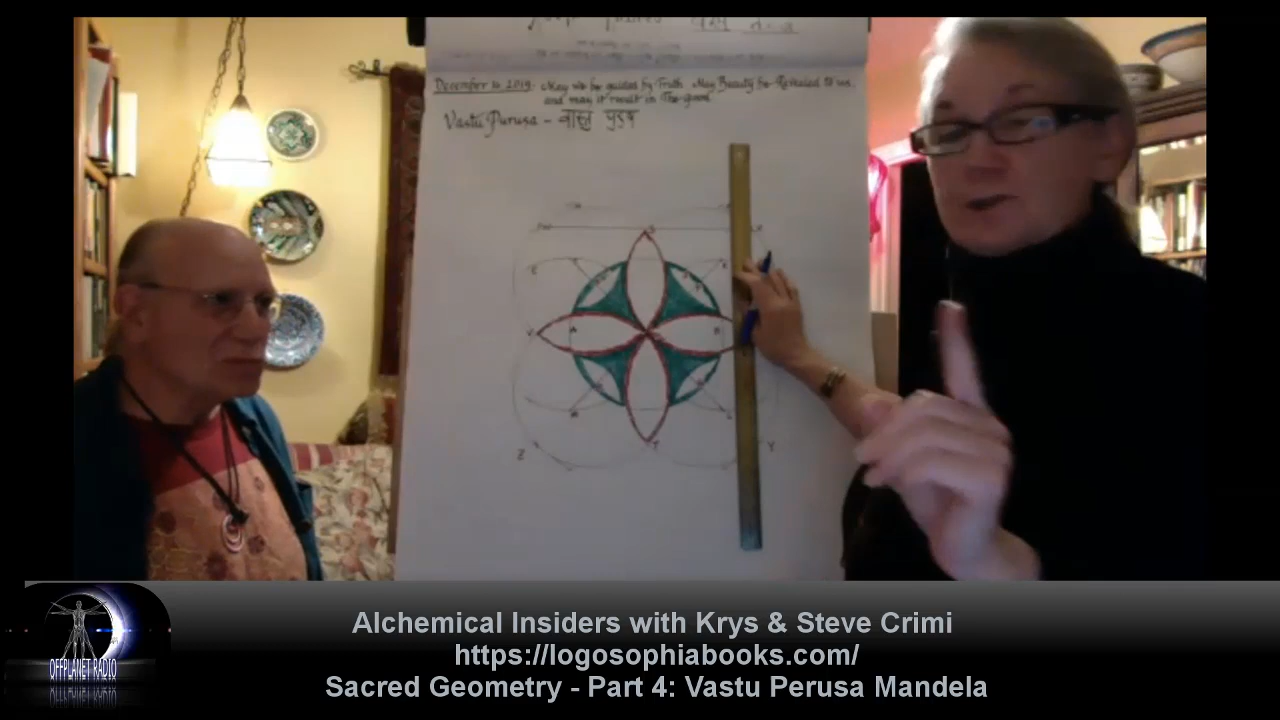 December 10, 2019. May we be guided by Truth May Beauty be Revealed to us.
and may it result in The Good
Vastu Purusa -
Z
Y
OFFPLANET RADIO
Alchemical Insiders with Krys & Steve Crimi
https://logosophiabooks.com/
Sacred Geometry - Part 4: Vastu Perusa Mandela